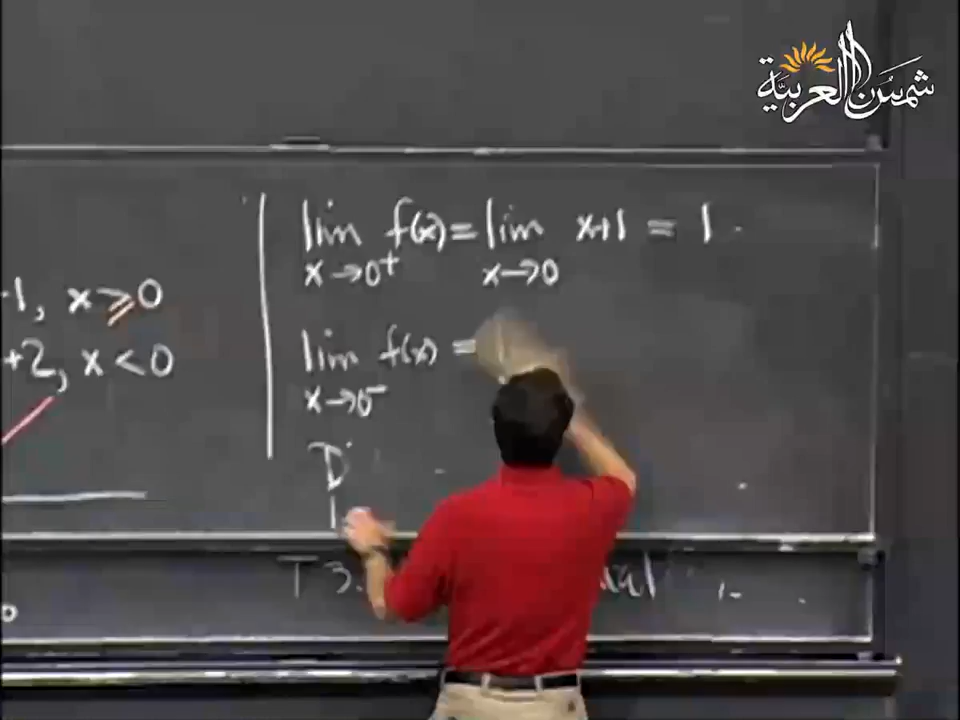 شمس العربية
lim f(x) = lim x+1 = 1
x→0⁺ x→0
-1, x ≥ 0
+2, x < 0
lim f(x) =
x→0⁻